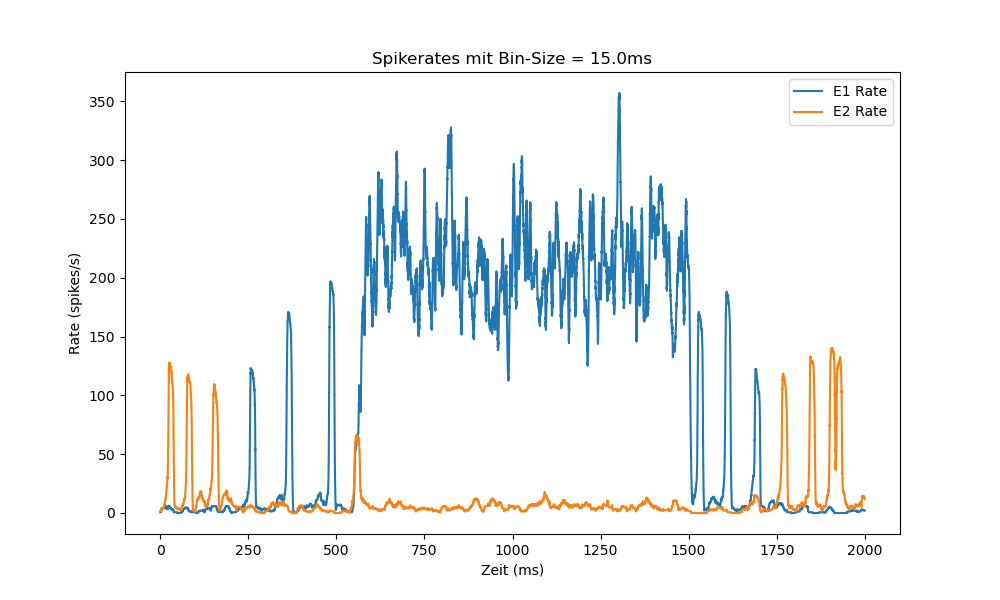 Spikerates mit Bin-Size = 15.0ms
E1 Rate
E2 Rate
Rate (spikes/s)
350
300
250
200
150
100
50
0
0 250 500 750 1000 1250 1500 1750 2000
Zeit (ms)